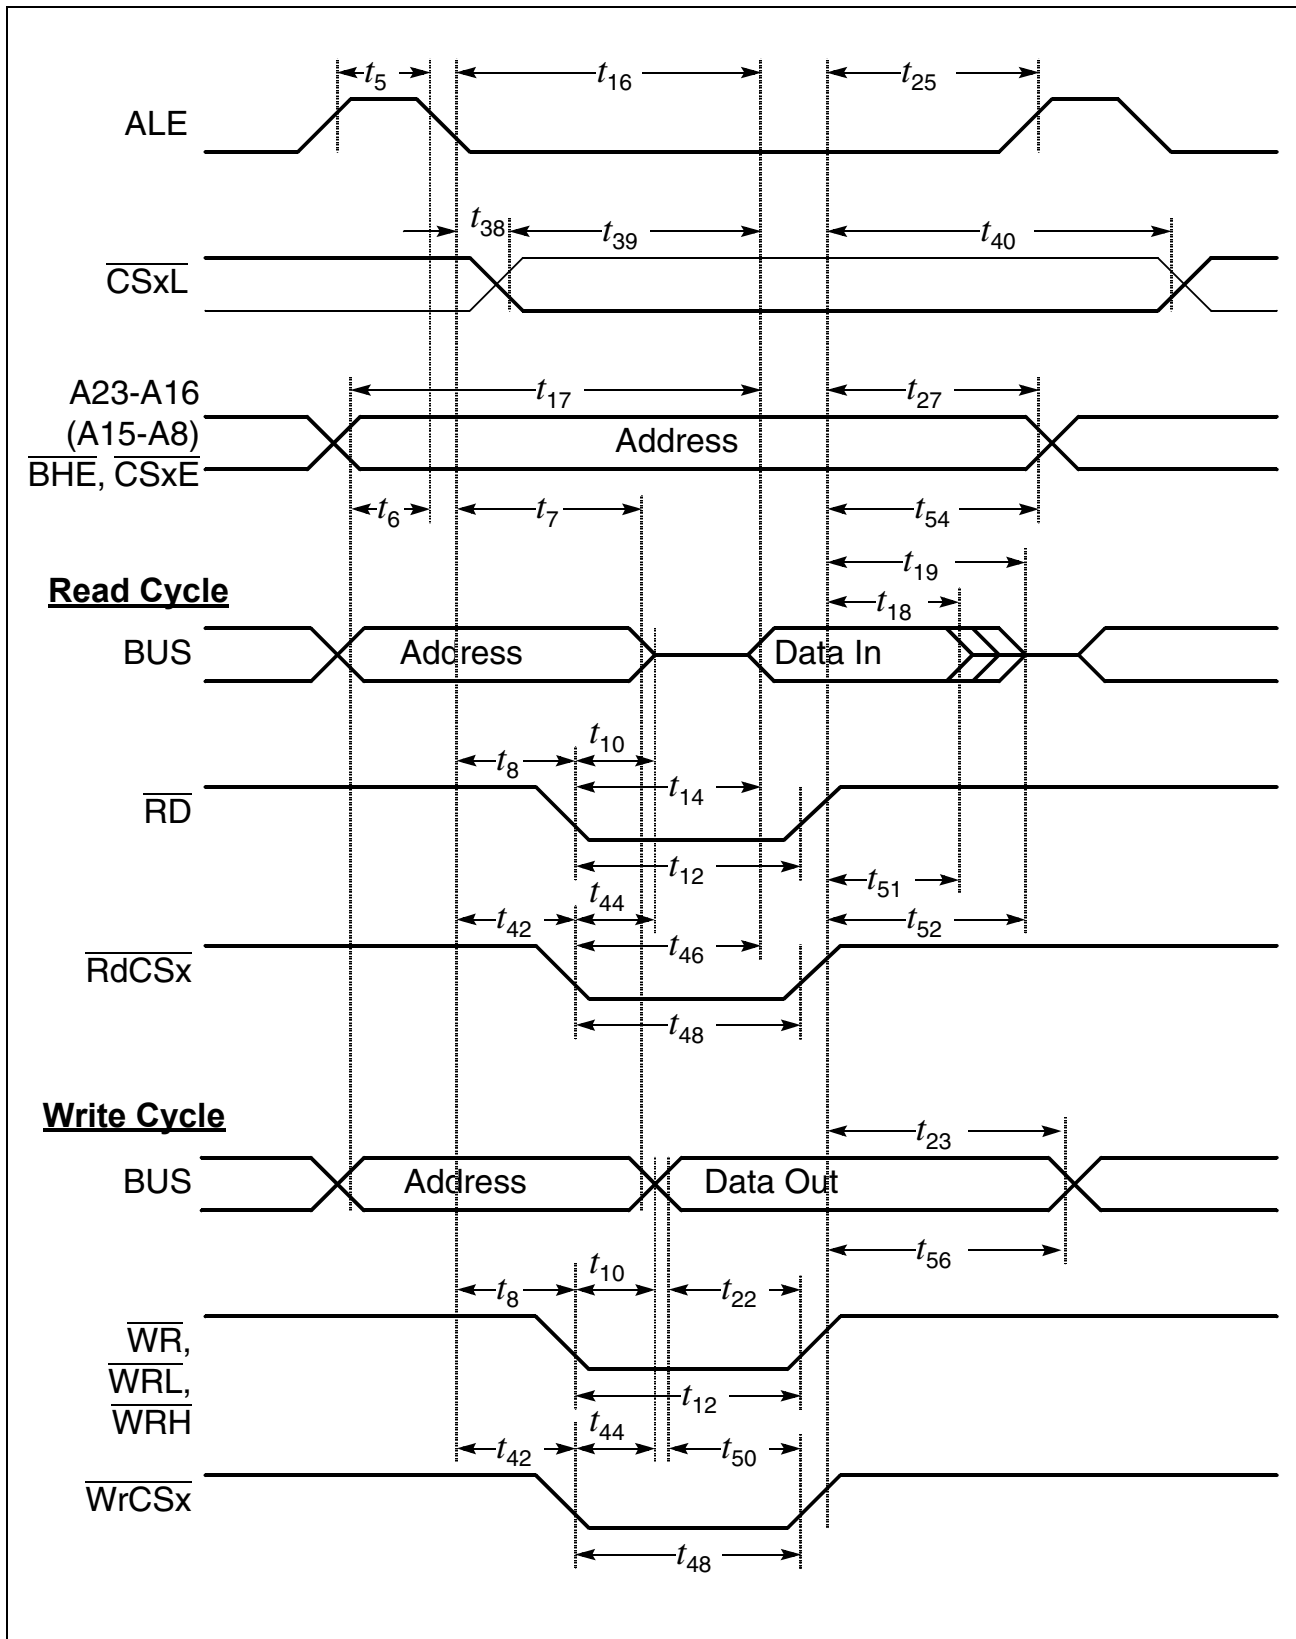 t5 t16 t25
ALE
t38 t39 t40
CSxL
A23-A16
(A15-A8)
BHE, CSxE
t17 t27
Address
t6 t7 t54
t19
Read Cycle
t18
BUS Address Data In
t10
t8
t14
RD
t12 t51
t44
t42 t52
t46
RdCSx
t48
Write Cycle
t23
BUS Address Data Out
t56
t10
t8 t22
WR,
WRL,
WRH
t12
t44
t42 t50
WrCSx
t48